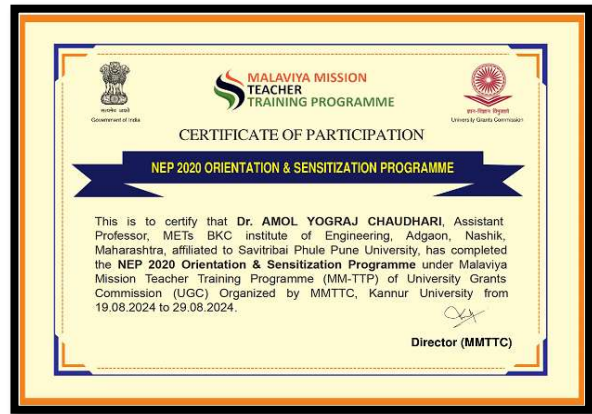 MALAVIYA MISSION
TEACHER
TRAINING PROGRAMME
सत्यमेव जयते
Government of India
ज्ञान-विज्ञान विमुक्तये
University Grants Commission
CERTIFICATE OF PARTICIPATION
NEP 2020 ORIENTATION & SENSITIZATION PROGRAMME
This is to certify that Dr. AMOL YOGRAJ CHAUDHARI, Assistant
Professor, METs BKC institute of Engineering, Adgaon, Nashik,
Maharashtra, affiliated to Savitribai Phule Pune University, has completed
the NEP 2020 Orientation & Sensitization Programme under Malaviya
Mission Teacher Training Programme (MM-TTP) of University Grants
Commission (UGC) Organized by MMTTC, Kannur University from
19.08.2024 to 29.08.2024.
Director (MMTTC)